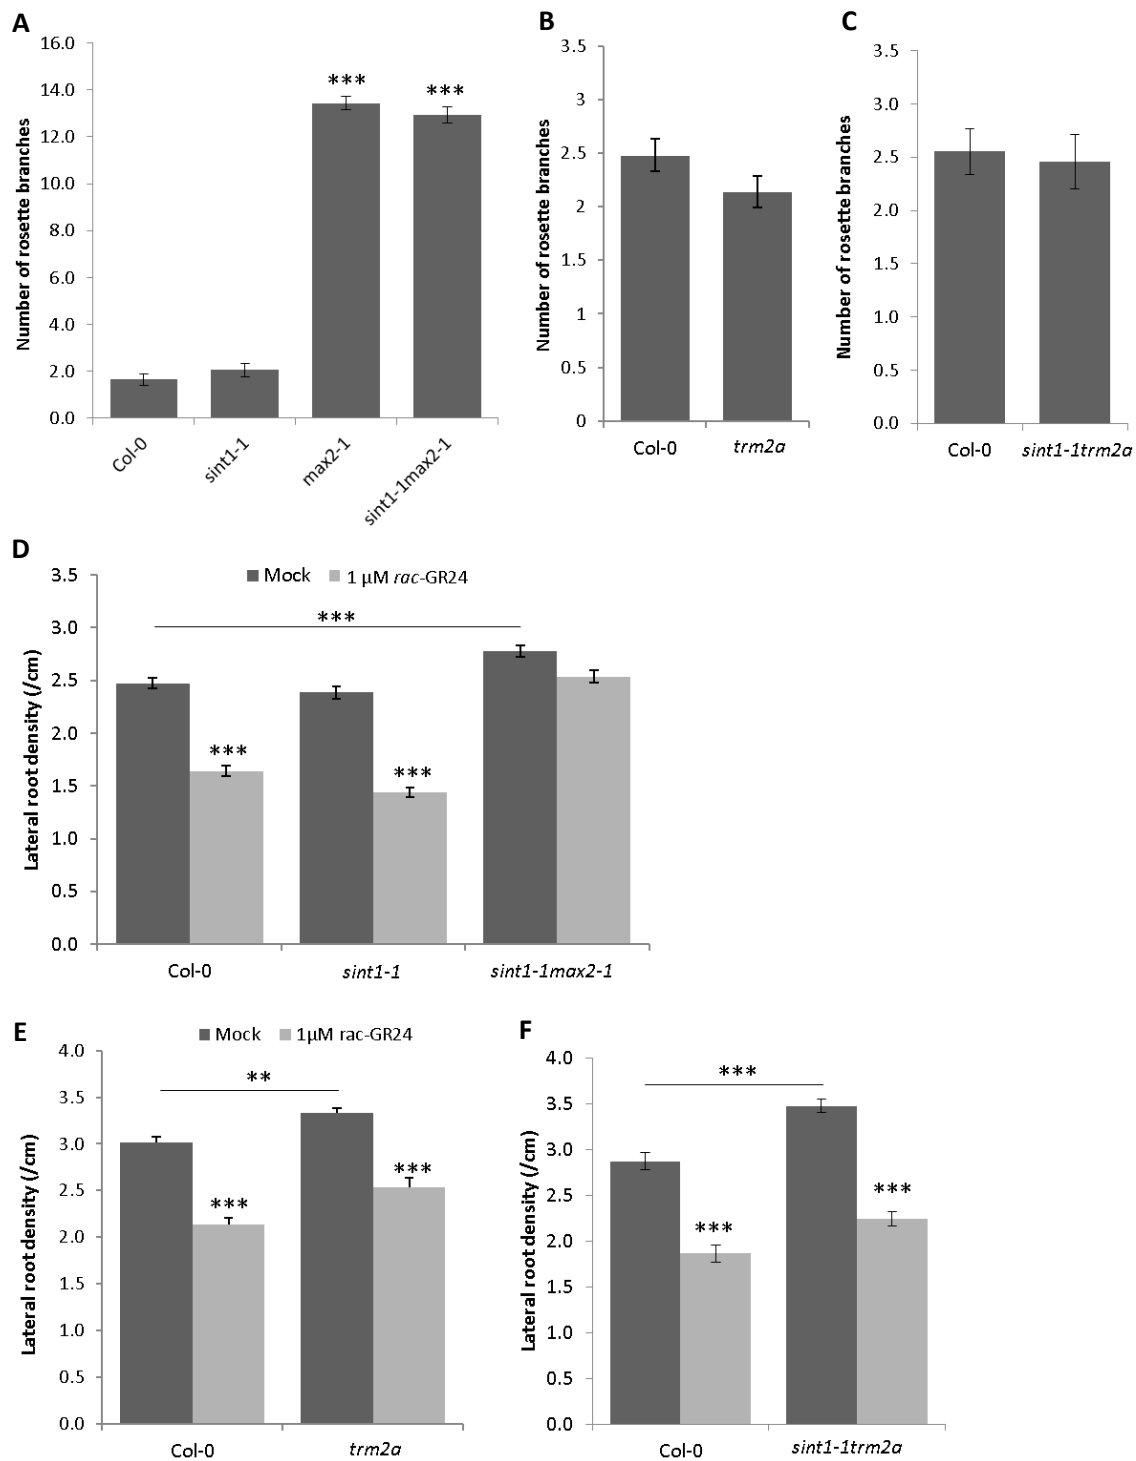 A
Number of rosette branches
16.0
14.0
12.0
10.0
8.0
6.0
4.0
2.0
0.0
***
***
Col-0
sint1-1
max2-1
sint1-1max2-1
B
Number of rosette branches
3.5
3
2.5
2
1.5
1
0.5
0
Col-0
trm2a
C
Number of rosette branches
3.5
3.0
2.5
2.0
1.5
1.0
0.5
0.0
Col-0
sint1-1trm2a
D
Mock
1 µM rac-GR24
Lateral root density (/cm)
3.5
3.0
2.5
2.0
1.5
1.0
0.5
0.0
***
***
***
Col-0
sint1-1
sint1-1max2-1
E
Mock
1µM rac-GR24
Lateral root density (/cm)
4.0
3.5
3.0
2.5
2.0
1.5
1.0
0.5
0.0
**
***
***
Col-0
trm2a
F
Lateral root density (/cm)
4.0
3.5
3.0
2.5
2.0
1.5
1.0
0.5
0.0
***
***
***
Col-0
sint1-1trm2a